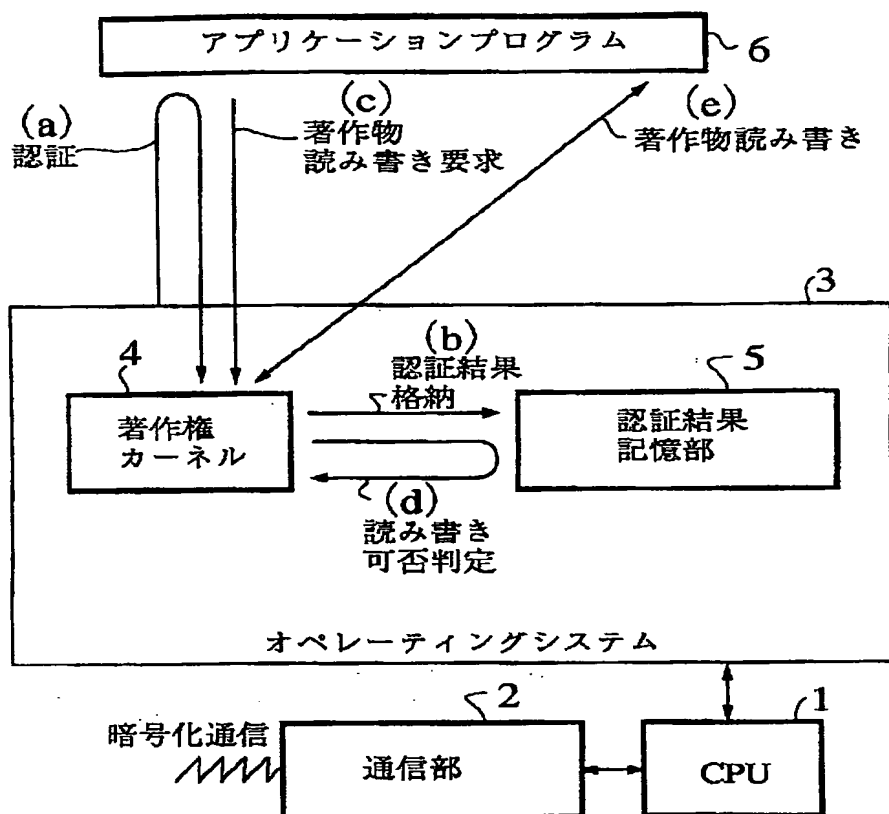 アプリケーションプログラム
6
(a)
認証
(c)
著作物
読み書き要求
(e)
著作物読み書き
3
4
著作権
カーネル
(b)
認証結果
格納
5
認証結果
記憶部
(d)
読み書き
可否判定
オペレーティングシステム
暗号化通信
2
通信部
1
CPU